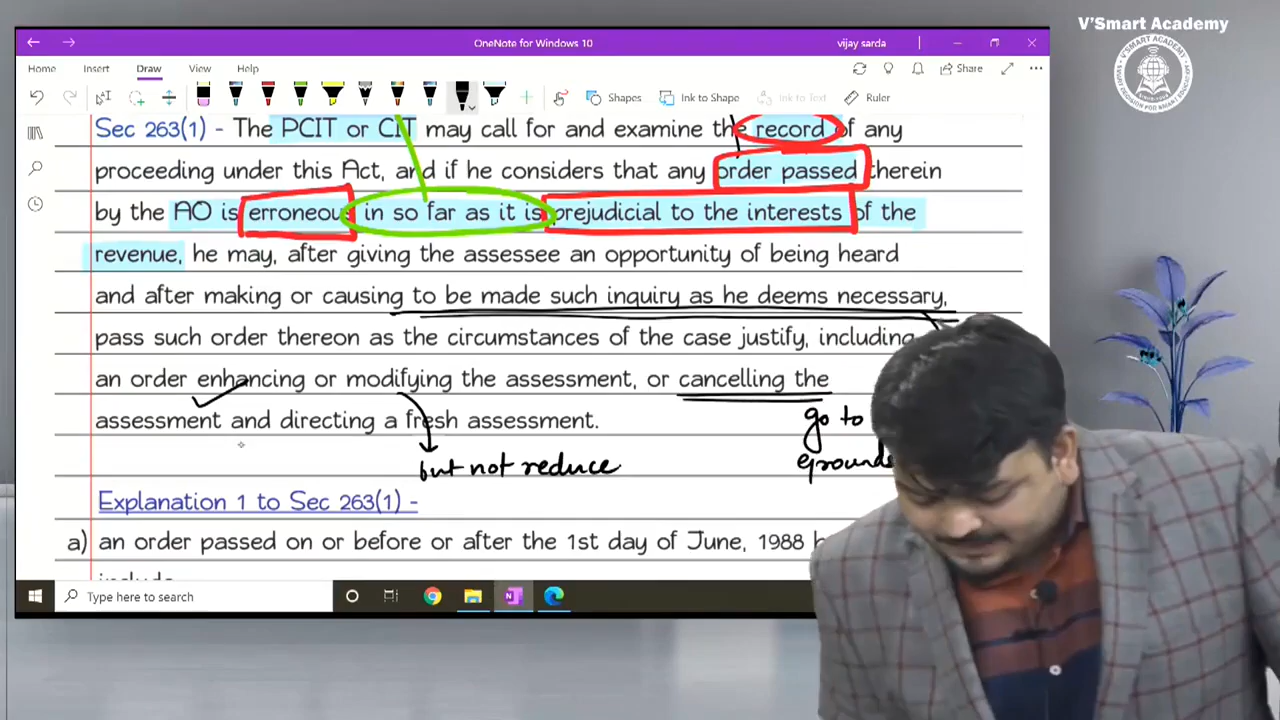 V'Smart Academy
OneNote for Windows 10
vijay sarda
Home Insert Draw View Help
Share
Shapes Ink to Shape Ink to Text Ruler
Sec 263(1) - The PCIT or CIT may call for and examine the record of any
proceeding under this Act, and if he considers that any order passed therein
by the AO is erroneous in so far as it is prejudicial to the interests of the
revenue, he may, after giving the assessee an opportunity of being heard
and after making or causing to be made such inquiry as he deems necessary,
pass such order thereon as the circumstances of the case justify, including
an order enhancing or modifying the assessment, or cancelling the
assessment and directing a fresh assessment.
go to
grounds
but not reduce
Explanation 1 to Sec 263(1) -
a) an order passed on or before or after the 1st day of June, 1988
include
Type here to search